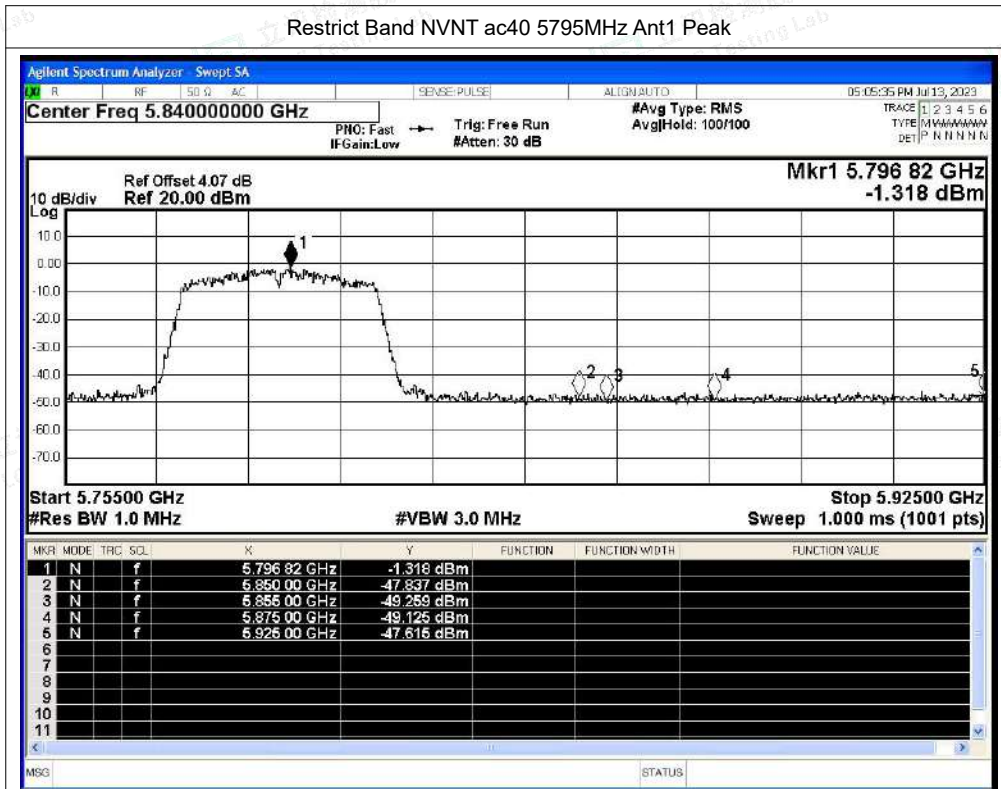 Restrict Band NVNT ac40 5795MHz Ant1 Peak
Agilent Spectrum Analyzer - Swept SA
R RF 50 Ω AC SENSE:PULSE ALIGN AUTO 05:05:35 PM Jul 13, 2023
Center Freq 5.840000000 GHz
PNO: Fast
IFGain:Low
Trig: Free Run
#Atten: 30 dB
#Avg Type: RMS
Avg|Hold: 100/100
TRACE 1 2 3 4 5 6
TYPE M
DET P N N N N N
Ref Offset 4.07 dB
10 dB/div Ref 20.00 dBm
Log
Mkr1 5.796 82 GHz
-1.318 dBm
10.0
0.00
-10.0
-20.0
-30.0
-40.0
-50.0
-60.0
-70.0
1
2
3
4
5
Start 5.75500 GHz Stop 5.92500 GHz
#Res BW 1.0 MHz #VBW 3.0 MHz Sweep 1.000 ms (1001 pts)
MKR MODE TRC SCL X Y FUNCTION FUNCTION WIDTH FUNCTION VALUE
1 N f 5.796 82 GHz -1.318 dBm
2 N f 5.850 00 GHz -47.837 dBm
3 N f 5.855 00 GHz -49.259 dBm
4 N f 5.875 00 GHz -49.125 dBm
5 N f 5.925 00 GHz -47.615 dBm
6
7
8
9
10
11
MSG STATUS